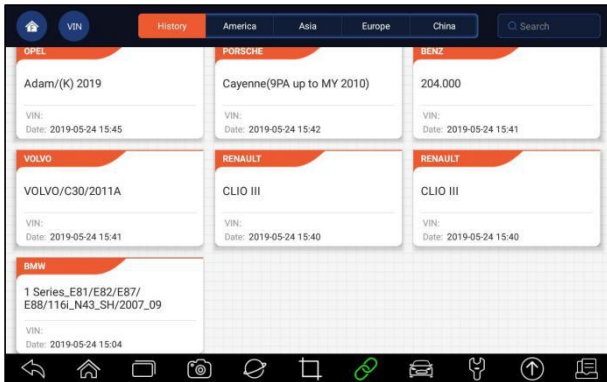 VIN
History
America
Asia
Europe
China
Search
OPEL
PORSCHE
BENZ
Adam/(K) 2019
Cayenne(9PA up to MY 2010)
204.000
VIN:
VIN:
VIN:
Date: 2019-05-24 15:45
Date: 2019-05-24 15:42
Date: 2019-05-24 15:41
VOLVO
RENAULT
RENAULT
VOLVO/C30/2011A
CLIO III
CLIO III
VIN:
VIN:
VIN:
Date: 2019-05-24 15:41
Date: 2019-05-24 15:40
Date: 2019-05-24 15:40
BMW
1 Series_E81/E82/E87/
E88/116i_N43_SH/2007_09
VIN:
Date: 2019-05-24 15:04